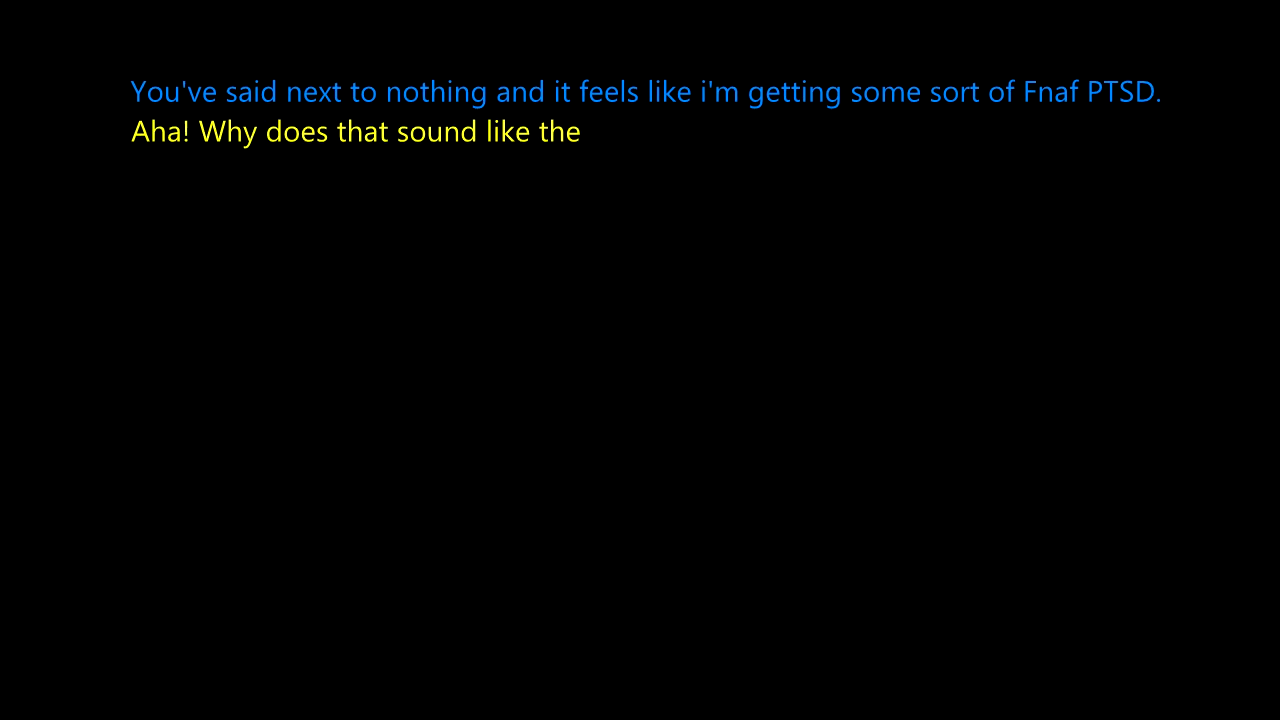 You've said next to nothing and it feels like i'm getting some sort of Fnaf PTSD.
Aha! Why does that sound like the